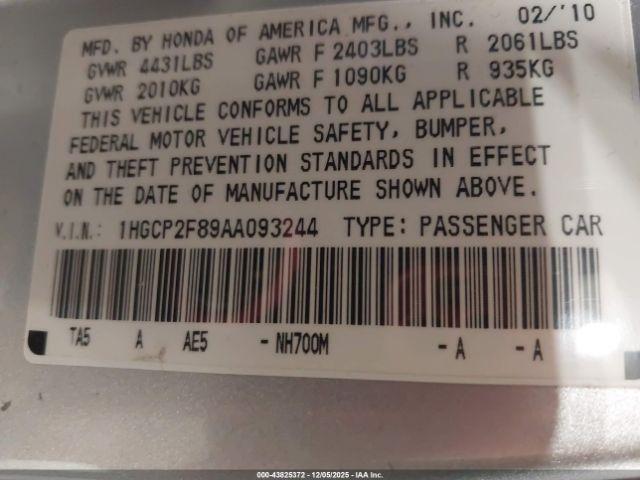 MFD. BY HONDA OF AMERICA MFG., INC. 02/'10
GVWR 4431LBS GAWR F 2403LBS R 2061LBS
GVWR 2010KG GAWR F 1090KG R 935KG
THIS VEHICLE CONFORMS TO ALL APPLICABLE
FEDERAL MOTOR VEHICLE SAFETY, BUMPER,
AND THEFT PREVENTION STANDARDS IN EFFECT
ON THE DATE OF MANUFACTURE SHOWN ABOVE.
V.I.N.: 1HGCP2F89AA093244 TYPE: PASSENGER CAR
TA5 A AE5 - NH700M - A - A
000-43825372 | 12/05/2025 | IAA Inc.